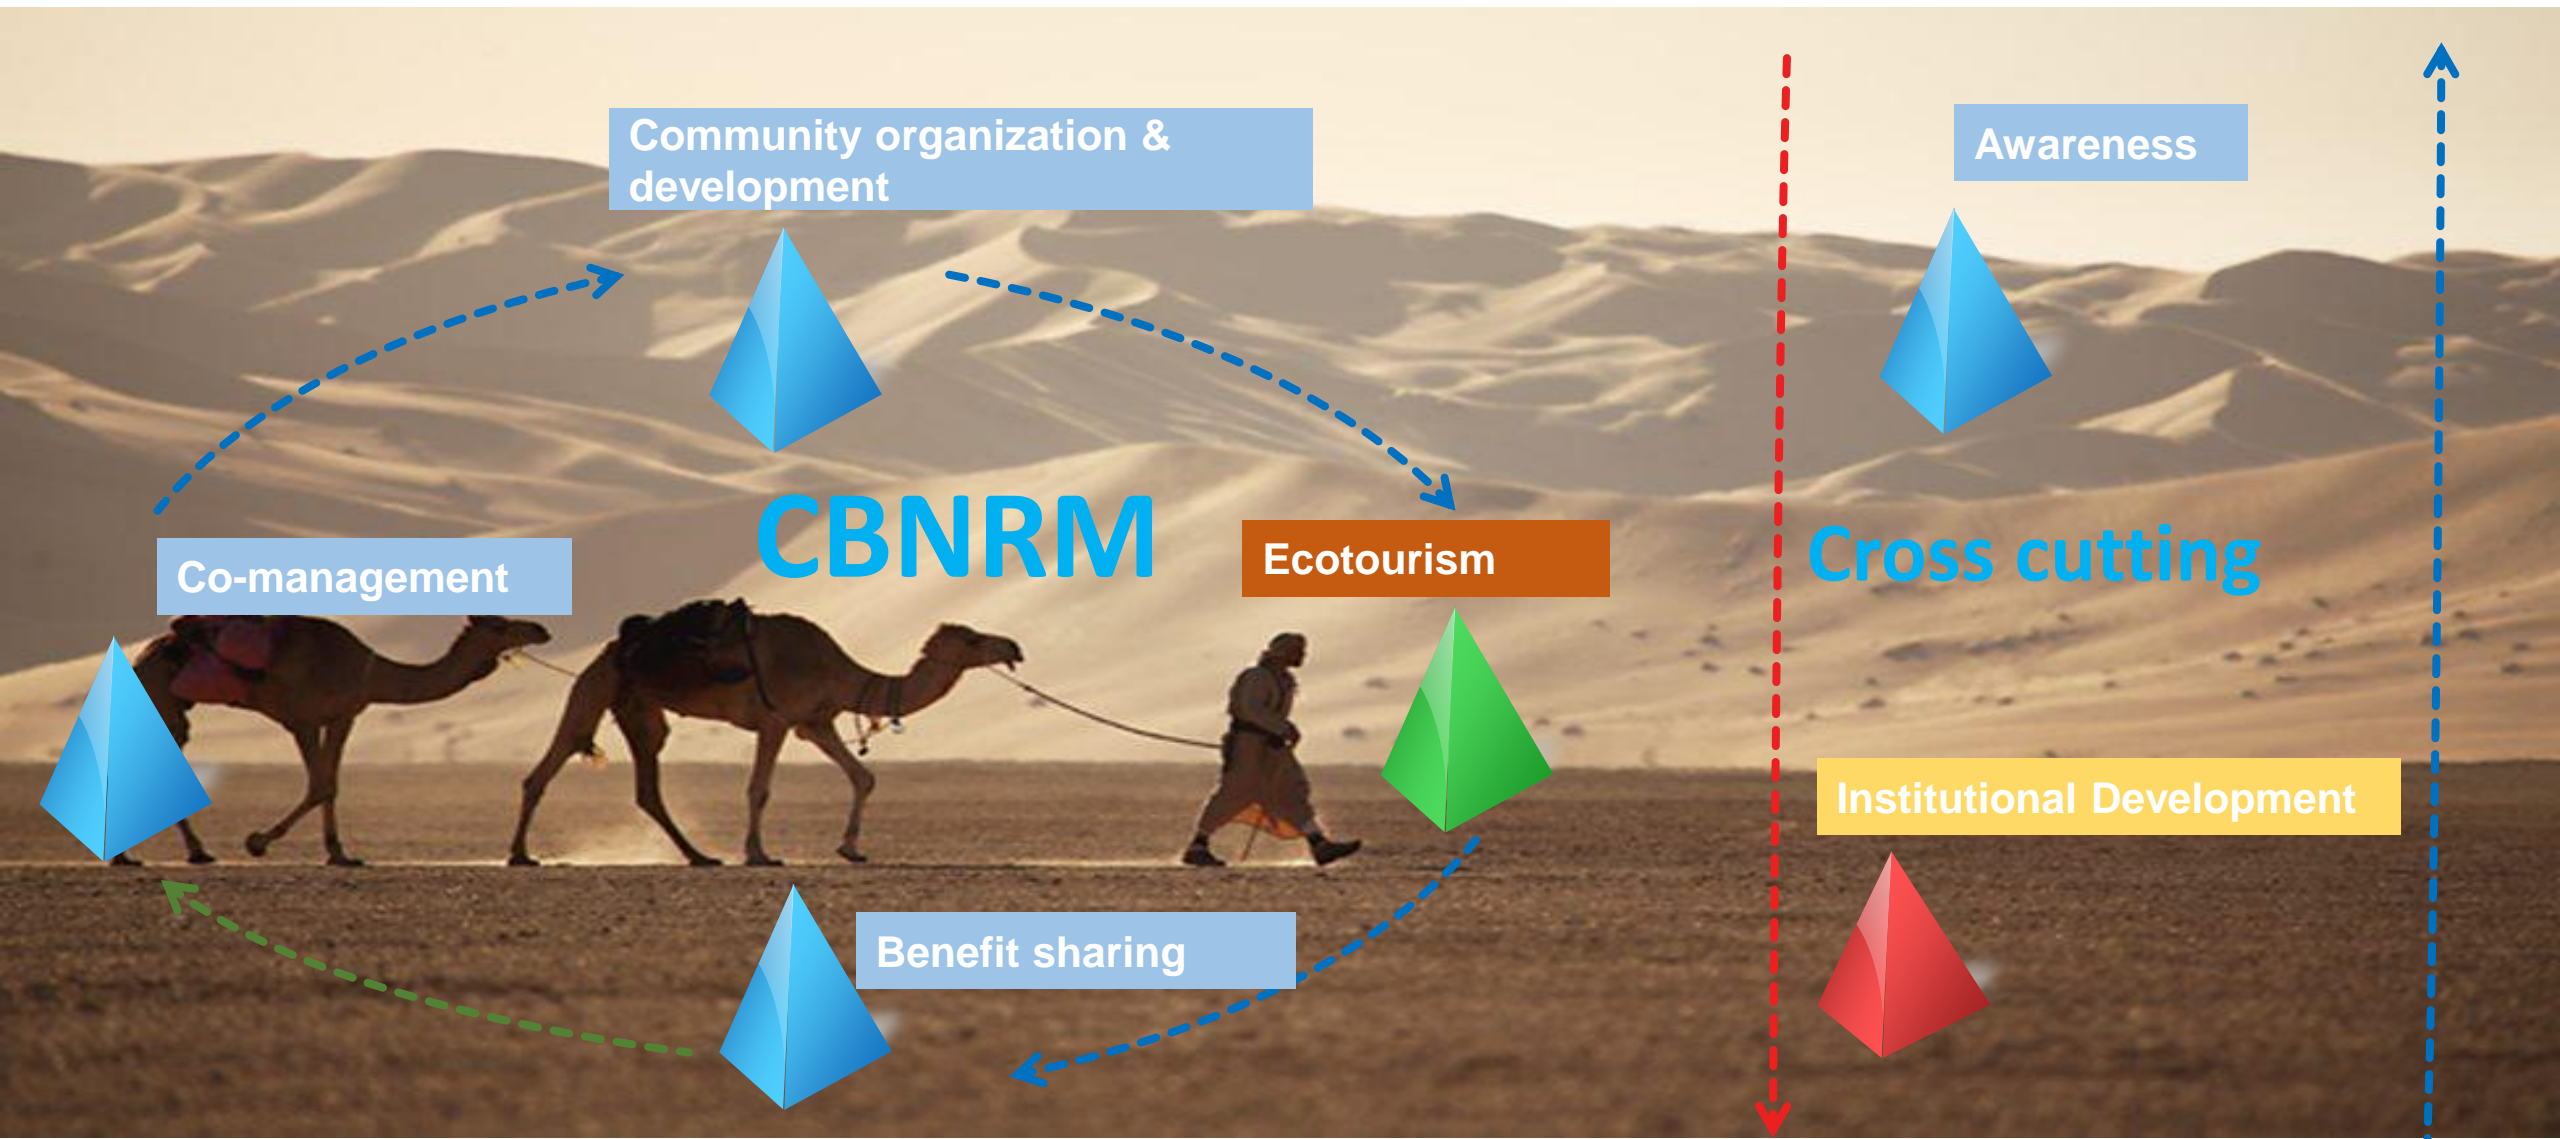 Community organization &
development
Awareness
CBNRM
Cross cutting
Ecotourism
Co-management
Institutional Development
Benefit sharing